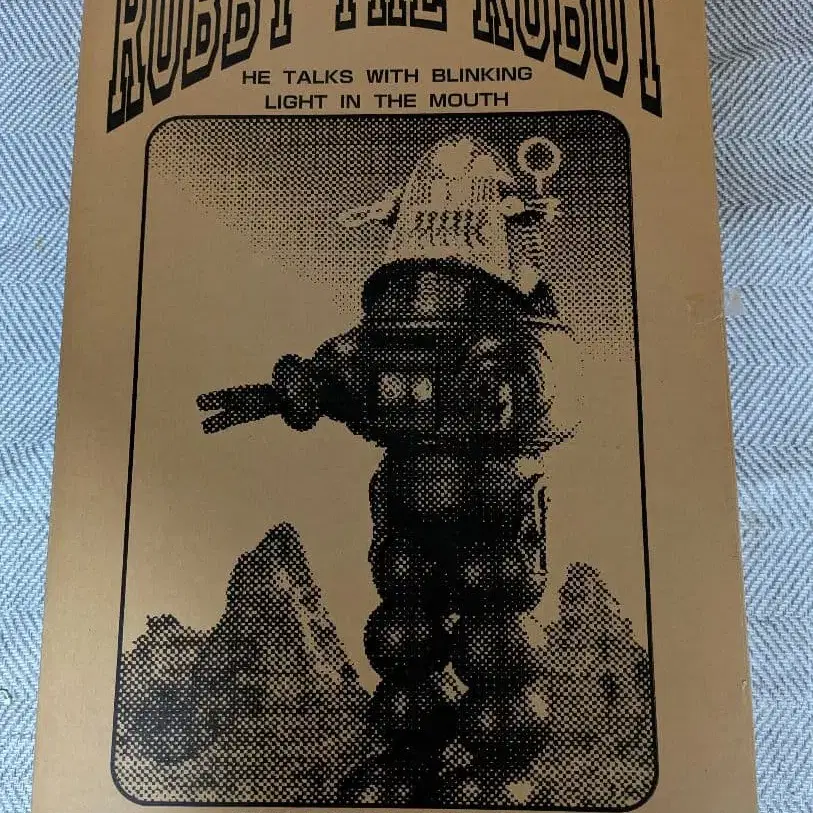 ROBBY THE ROBOT
HE TALKS WITH BLINKING
LIGHT IN THE MOUTH